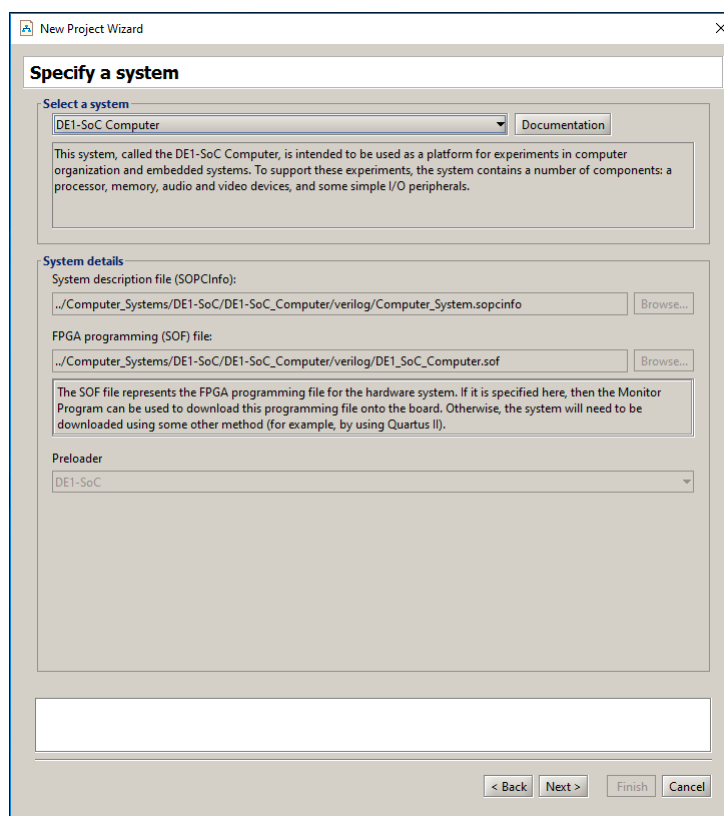 New Project Wizard
Specify a system
Select a system
DE1-SoC Computer
Documentation
This system, called the DE1-SoC Computer, is intended to be used as a platform for experiments in computer
organization and embedded systems. To support these experiments, the system contains a number of components: a
processor, memory, audio and video devices, and some simple I/O peripherals.
System details
System description file (SOPCInfo):
../Computer_Systems/DE1-SoC/DE1-SoC_Computer/verilog/Computer_System.sopcinfo
Browse...
FPGA programming (SOF) file:
../Computer_Systems/DE1-SoC/DE1-SoC_Computer/verilog/DE1_SoC_Computer.sof
Browse...
The SOF file represents the FPGA programming file for the hardware system. If it is specified here, then the Monitor
Program can be used to download this programming file onto the board. Otherwise, the system will need to be
downloaded using some other method (for example, by using Quartus II).
Preloader
DE1-SoC
< Back
Next >
Finish
Cancel